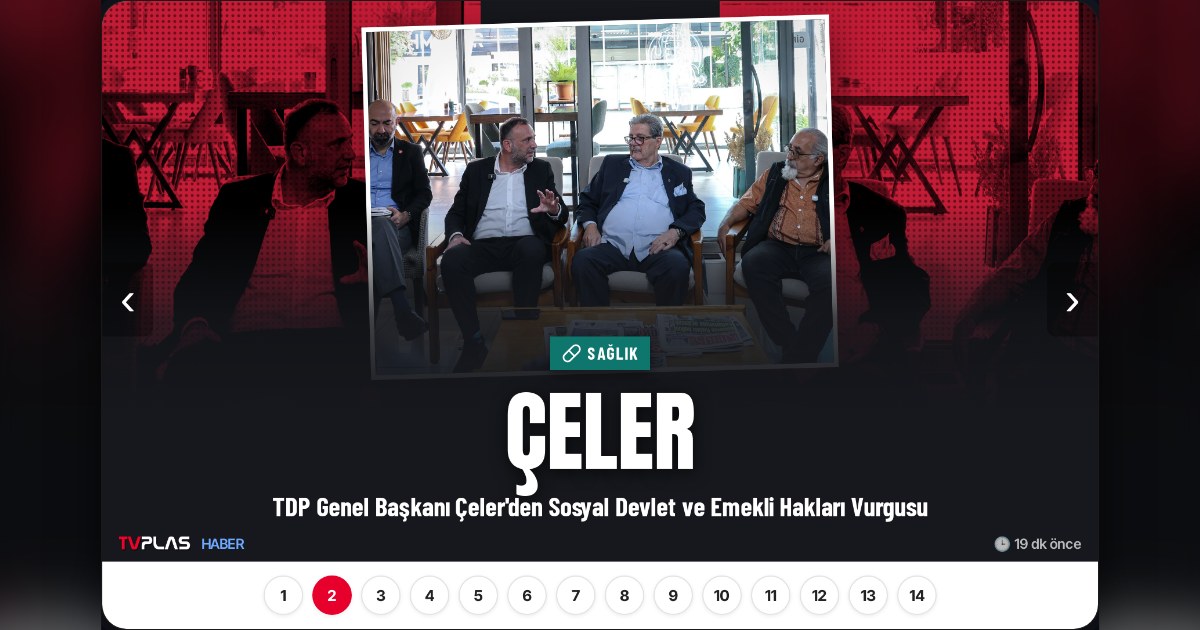 SAĞLIK
ÇELER
TDP Genel Başkanı Çeler'den Sosyal Devlet ve Emekli Hakları Vurgusu
TVPLAS HABER
19 dk önce
1 2 3 4 5 6 7 8 9 10 11 12 13 14